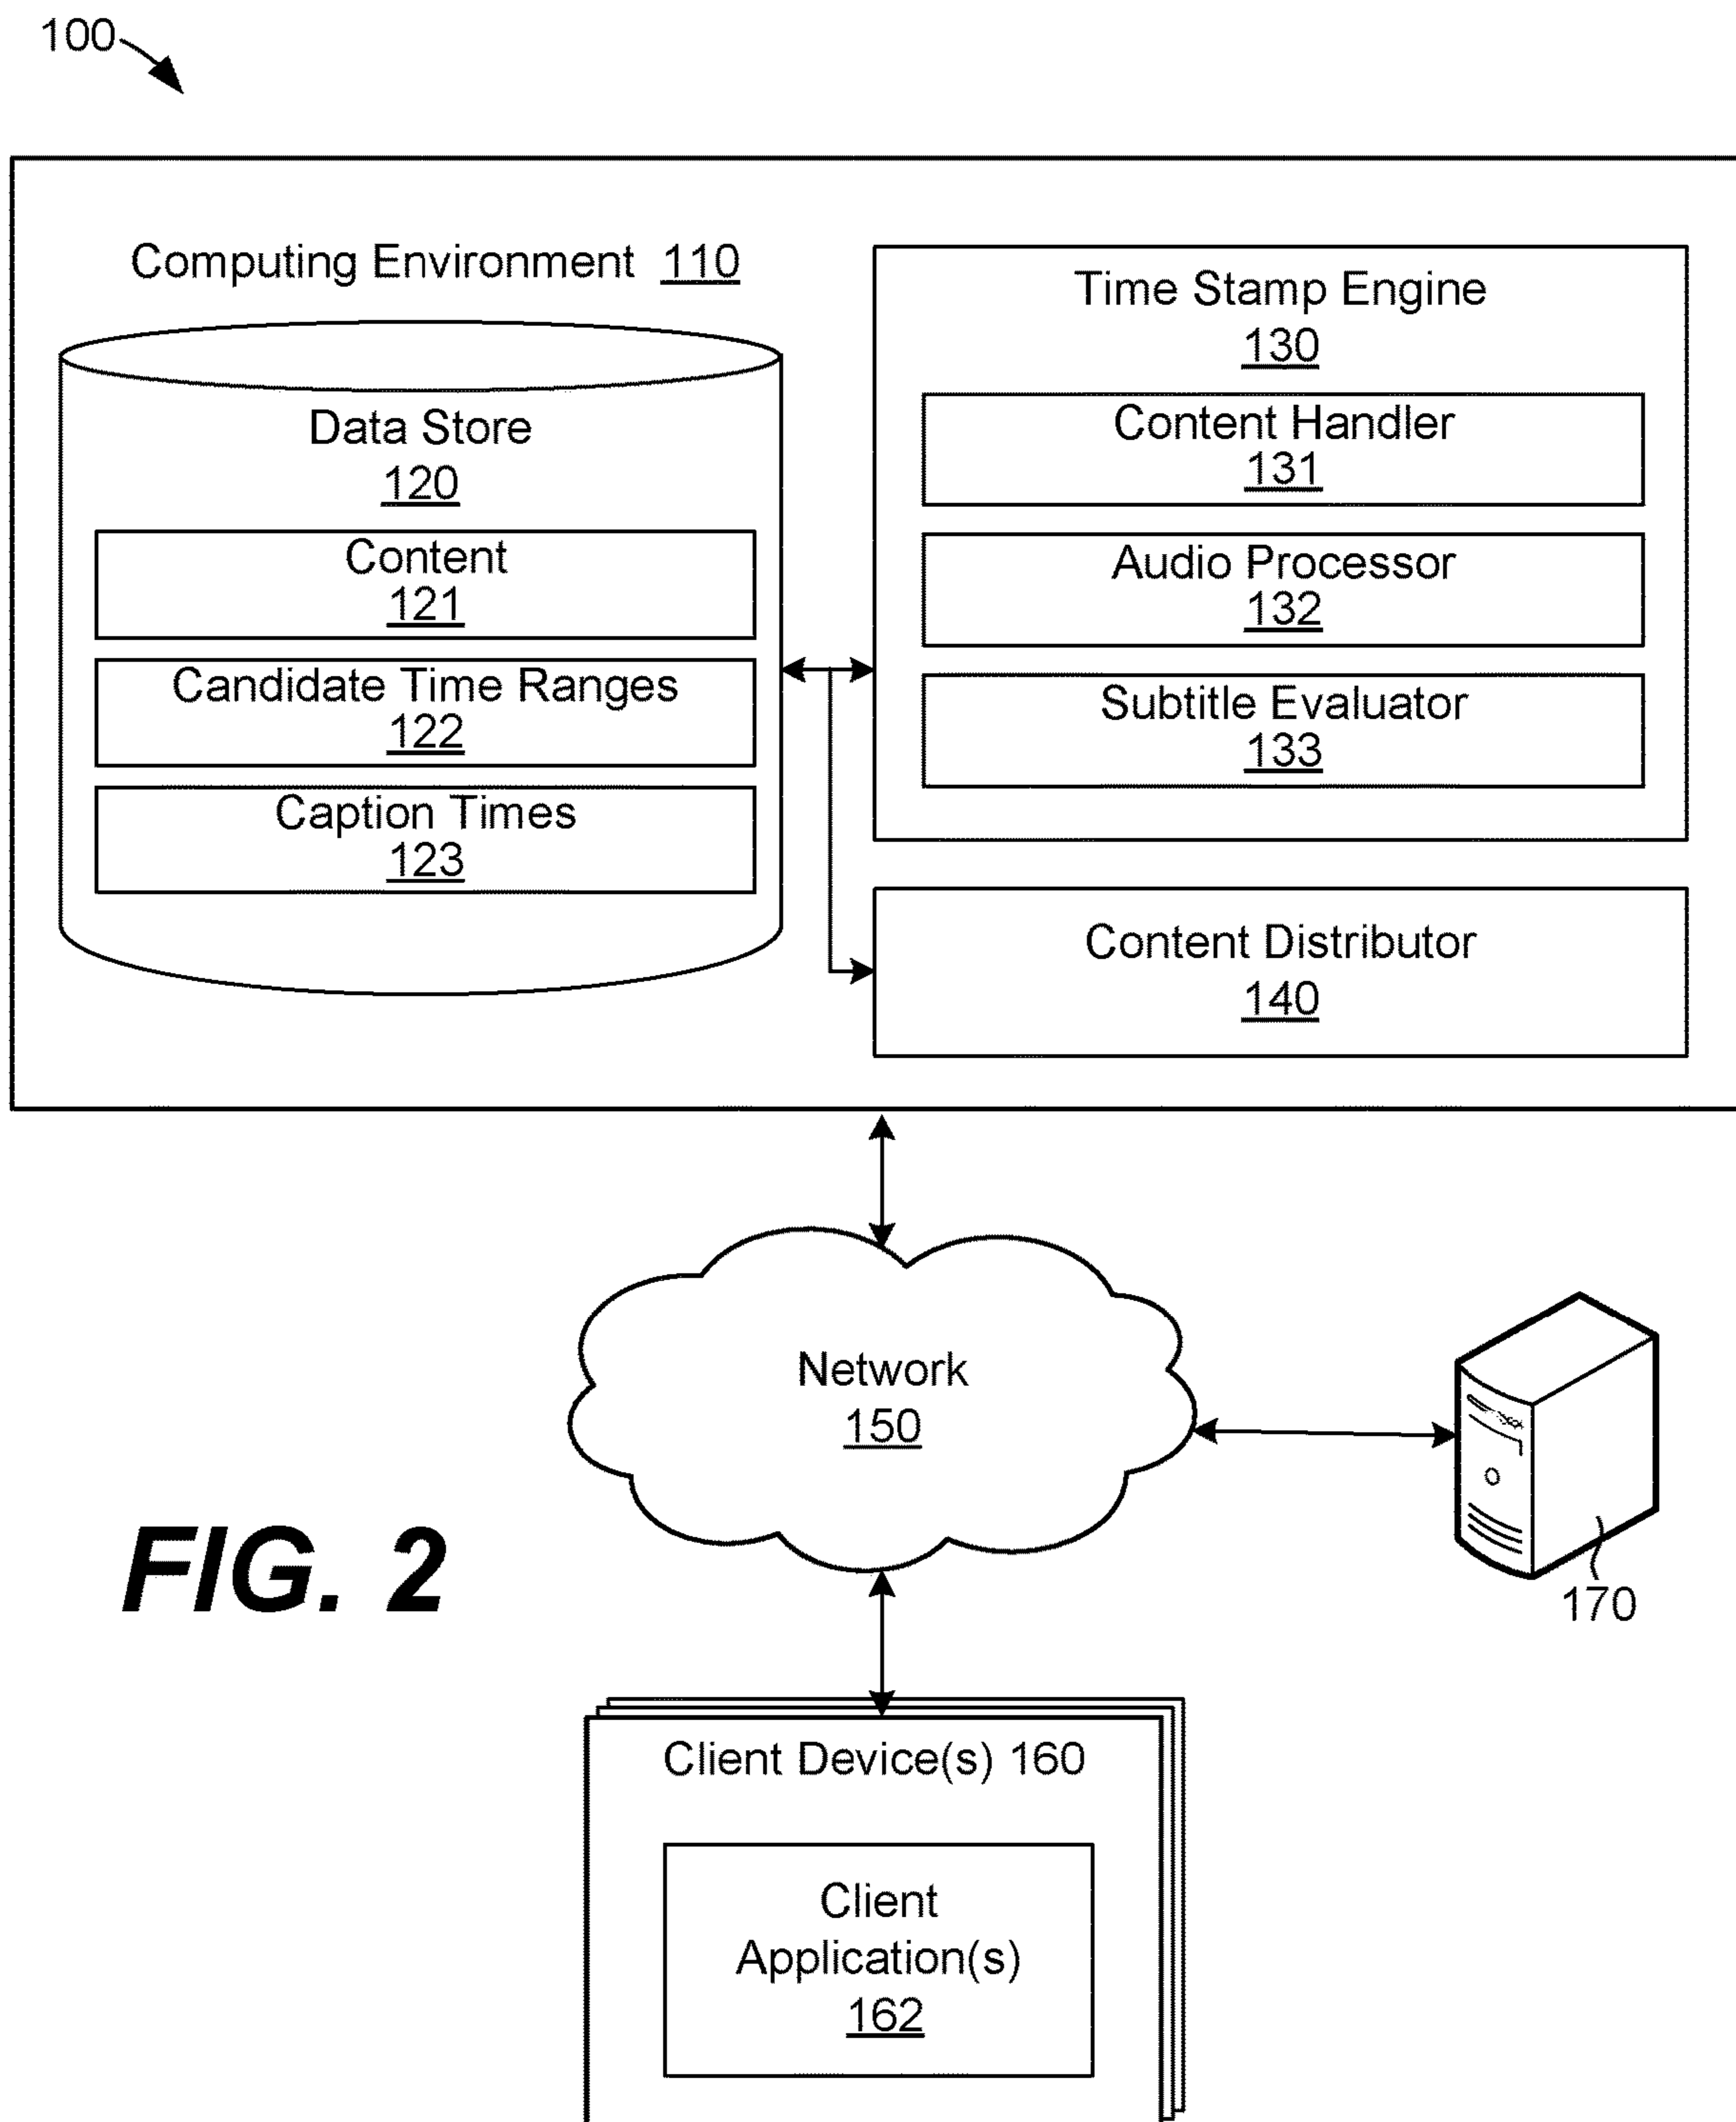 100
Computing Environment 110
Data Store
120
Content
121
Candidate Time Ranges
122
Caption Times
123
Time Stamp Engine
130
Content Handler
131
Audio Processor
132
Subtitle Evaluator
133
Content Distributor
140
Network
150
170
FIG. 2
Client Device(s) 160
Client
Application(s)
162